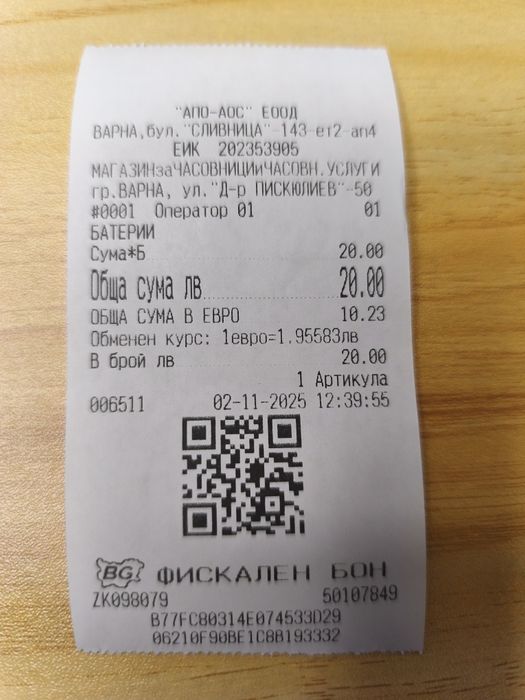 "АПО-АОС" ЕООД
ВАРНА,бул."СЛИВНИЦА"-143-ет2-ап4
ЕИК 202353905
МАГАЗИНзаЧАСОВНИЦИиЧАСОВН.УСЛУГИ
гр.ВАРНА, ул."Д-р ПИСКЮЛИЕВ"-50
#0001 Оператор 01 01
БАТЕРИИ
Сума*Б 20.00
Обща сума лв 20.00
ОБЩА СУМА В ЕВРО 10.23
Обменен курс: 1евро=1.95583лв
В брой лв 20.00
1 Артикула
006511 02-11-2025 12:39:55
BG ФИСКАЛЕН БОН
ZK098079 50107849
B77FC80314E074533D29
06210F90BE1C8B193332